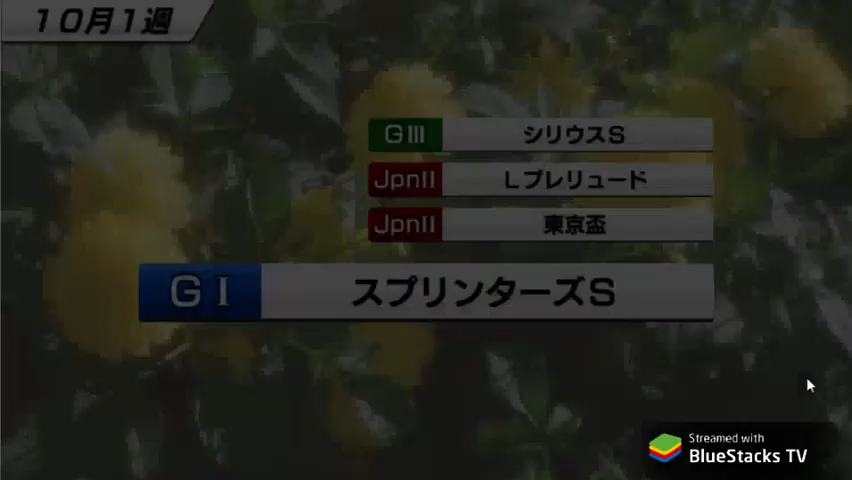 10月1週
GⅢ シリウスS
JpnⅡ Lプレリュード
JpnⅡ 東京盃
GⅠ スプリンターズS
Streamed with
BlueStacks TV